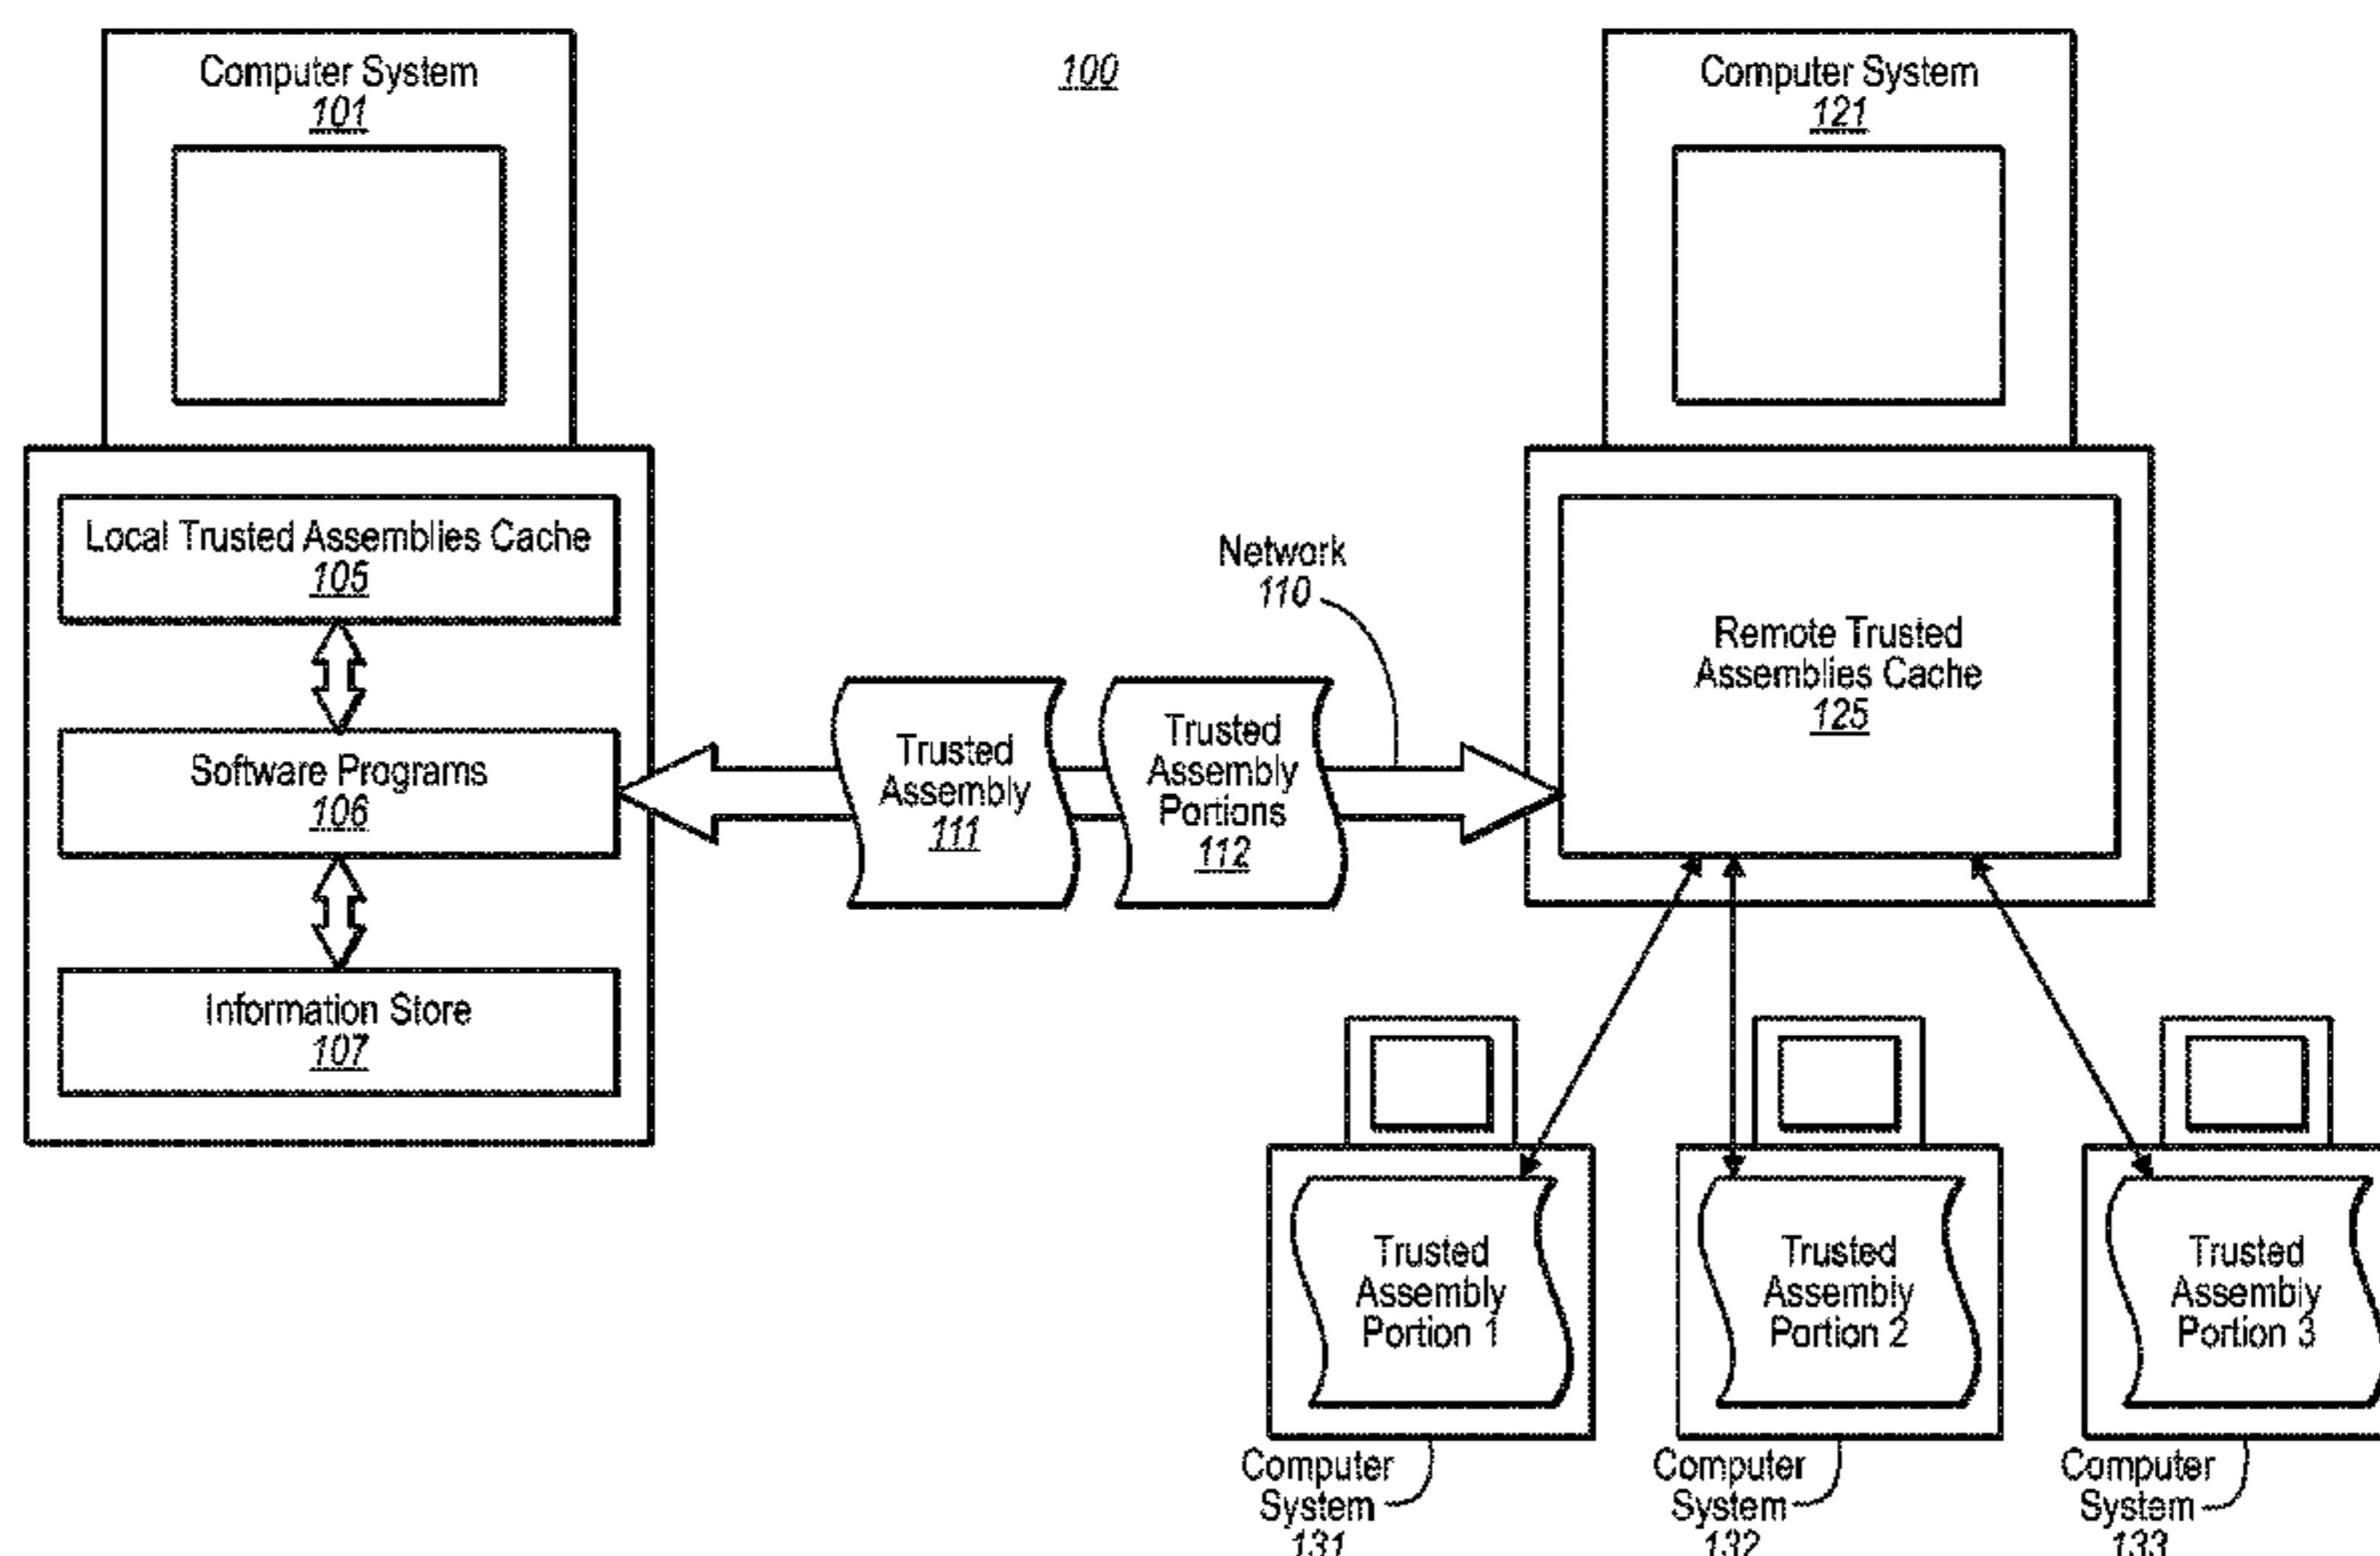 Computer System
101
100
Computer System
121
Local Trusted Assemblies Cache
105
Software Programs
106
Information Store
107
Trusted
Assembly
111
Trusted
Assembly
Portions
112
Network
110
Remote Trusted
Assemblies Cache
125
Trusted
Assembly
Portion 1
Computer
System
131
Trusted
Assembly
Portion 2
Computer
System
132
Trusted
Assembly
Portion 3
Computer
System
133